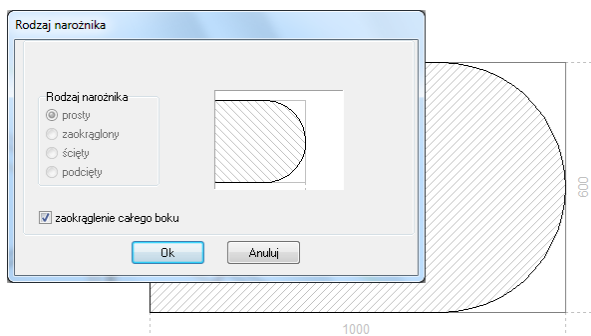 Rodzaj narożnika
Rodzaj narożnika
prosty
zaokrąglony
ścięty
podcięty
zaokrąglenie całego boku
Ok
Anuluj
600
1000